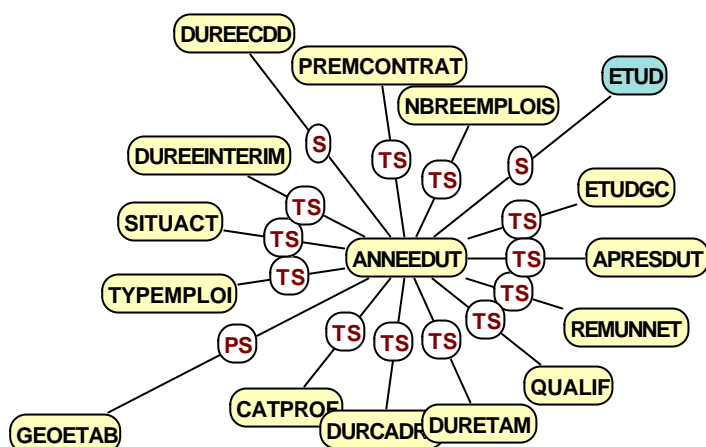 DUREECDD
PREMCONTRAT
ETUD
NBREEMPLOIS
S
TS
TS
S
DUREEINTERIM
ETUDGC
TS
TS
SITUACT
TS
ANNEEDUT
TS
APRESDUT
TYPEMPLOI
TS
TS
REMUNNET
PS
TS
TS
TS
TS
QUALIF
CATPROF
DURCADR
DURETAM
GEOETAB